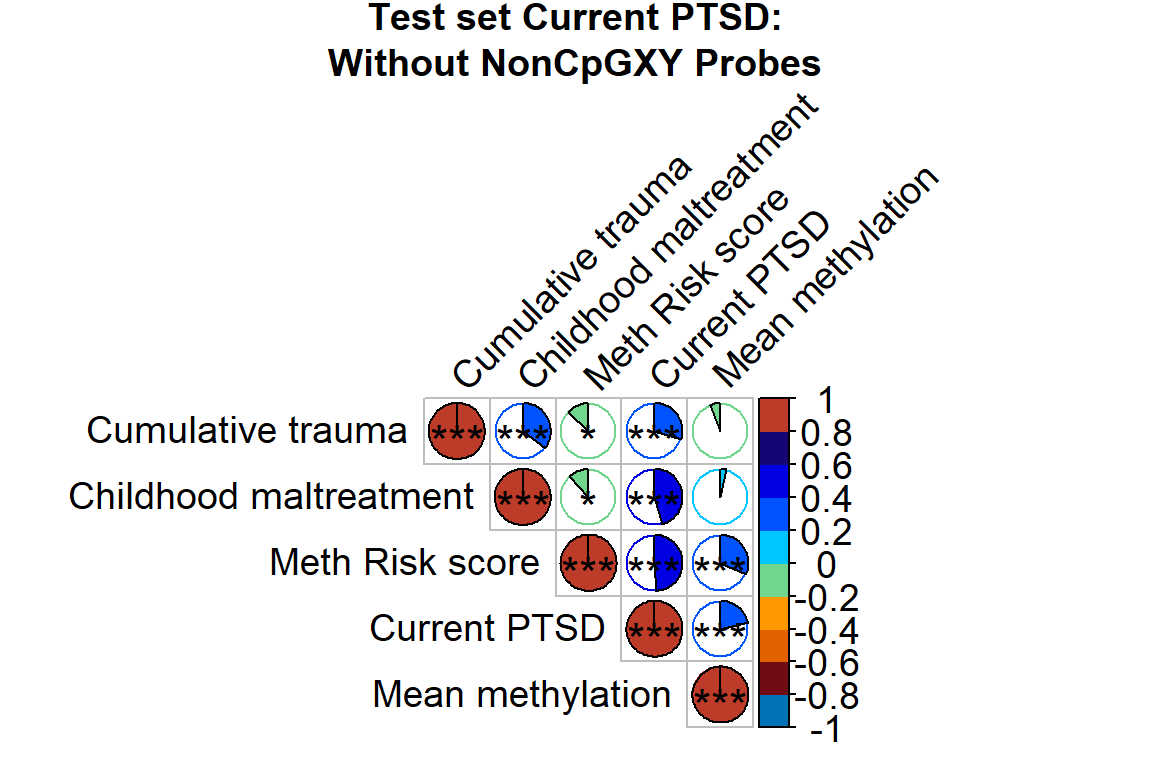 Test set Current PTSD:
Without NonCpGXY Probes
Cumulative trauma
Childhood maltreatment
Meth Risk score
Current PTSD
Mean methylation
Cumulative trauma *** *** * ***
Childhood maltreatment *** * ***
Meth Risk score *** *** ***
Current PTSD *** ***
Mean methylation ***
1
0.8
0.6
0.4
0.2
0
-0.2
-0.4
-0.6
-0.8
-1